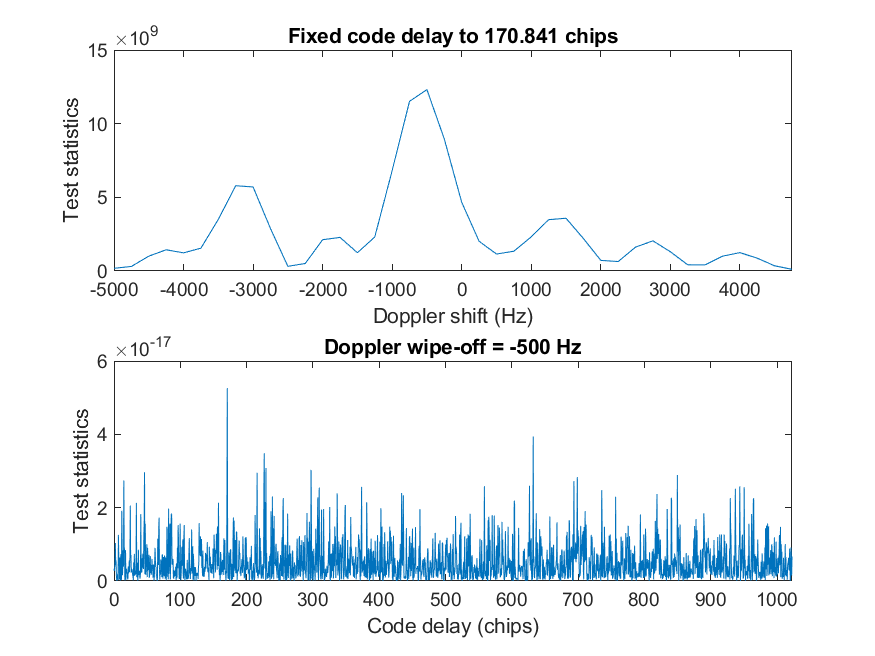 ×10⁹
Fixed code delay to 170.841 chips
15
10
5
0
Test statistics
-5000 -4000 -3000 -2000 -1000 0 1000 2000 3000 4000
Doppler shift (Hz)
×10⁻¹⁷
Doppler wipe-off = -500 Hz
6
4
2
0
Test statistics
0 100 200 300 400 500 600 700 800 900 1000
Code delay (chips)